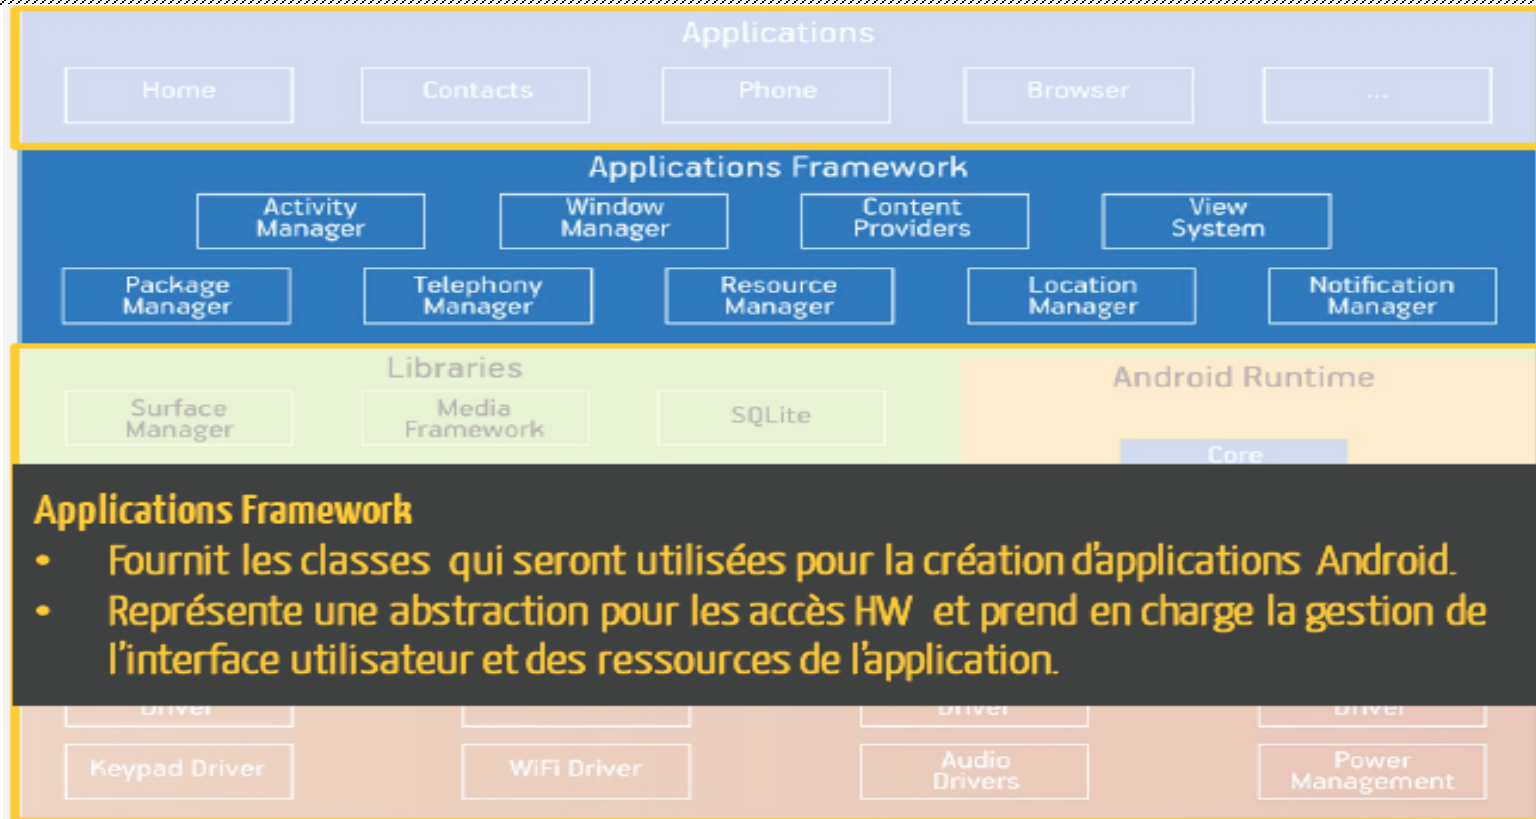 Applications
Home Contacts Phone Browser ...
Applications Framework
Activity Manager Window Manager Content Providers View System
Package Manager Telephony Manager Resource Manager Location Manager Notification Manager
Libraries Android Runtime
Surface Manager Media Framework SQLite
Core
Applications Framework
• Fournit les classes qui seront utilisées pour la création d'applications Android.
• Représente une abstraction pour les accès HW et prend en charge la gestion de
l'interface utilisateur et des ressources de l'application.
Driver Driver Driver
Keypad Driver WiFi Driver Audio Drivers Power Management